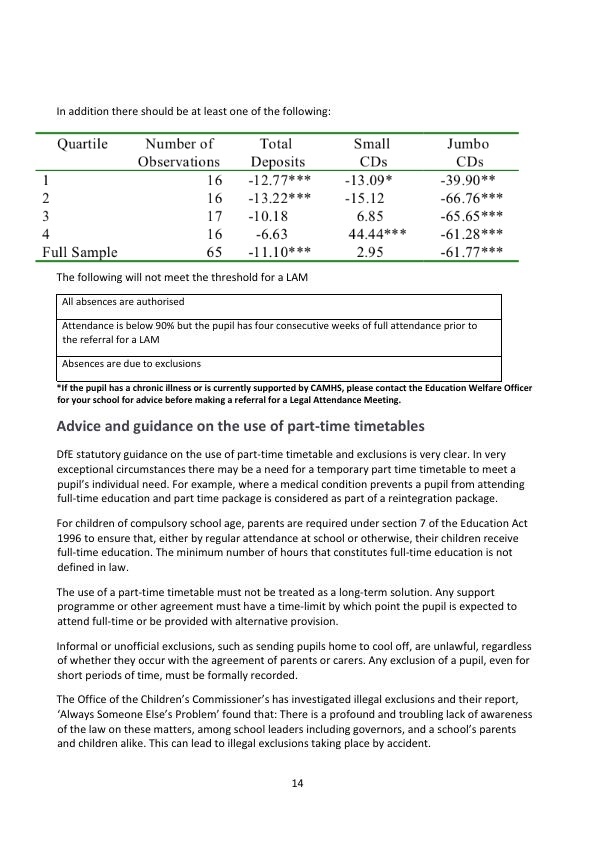 In addition there should be at least one of the following:
Quartile Number of Total Small Jumbo
Observations Deposits CDs CDs
1 16 -12.77*** -13.09* -39.90**
2 16 -13.22*** -15.12 -66.76***
3 17 -10.18 6.85 -65.65***
4 16 -6.63 44.44*** -61.28***
Full Sample 65 -11.10*** 2.95 -61.77***
The following will not meet the threshold for a LAM
All absences are authorised
Attendance is below 90% but the pupil has four consecutive weeks of full attendance prior to
the referral for a LAM
Absences are due to exclusions
*If the pupil has a chronic illness or is currently supported by CAMHS, please contact the Education Welfare Officer
for your school for advice before making a referral for a Legal Attendance Meeting.
Advice and guidance on the use of part-time timetables
DfE statutory guidance on the use of part-time timetable and exclusions is very clear. In very
exceptional circumstances there may be a need for a temporary part time timetable to meet a
pupil’s individual need. For example, where a medical condition prevents a pupil from attending
full-time education and part time package is considered as part of a reintegration package.
For children of compulsory school age, parents are required under section 7 of the Education Act
1996 to ensure that, either by regular attendance at school or otherwise, their children receive
full-time education. The minimum number of hours that constitutes full-time education is not
defined in law.
The use of a part-time timetable must not be treated as a long-term solution. Any support
programme or other agreement must have a time-limit by which point the pupil is expected to
attend full-time or be provided with alternative provision.
Informal or unofficial exclusions, such as sending pupils home to cool off, are unlawful, regardless
of whether they occur with the agreement of parents or carers. Any exclusion of a pupil, even for
short periods of time, must be formally recorded.
The Office of the Children’s Commissioner’s has investigated illegal exclusions and their report,
‘Always Someone Else’s Problem’ found that: There is a profound and troubling lack of awareness
of the law on these matters, among school leaders including governors, and a school’s parents
and children alike. This can lead to illegal exclusions taking place by accident.
14